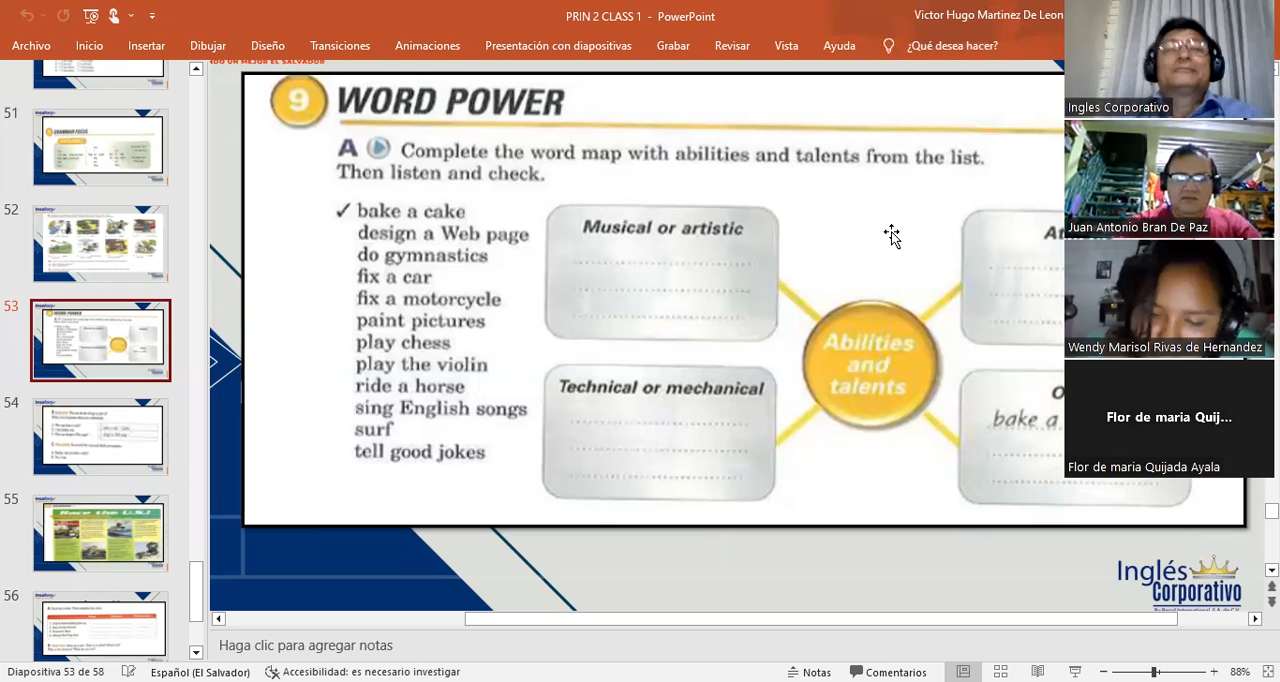 PRIN 2 CLASS 1 - PowerPoint
Victor Hugo Martinez De Leon
Archivo Inicio Insertar Dibujar Diseño Transiciones Animaciones Presentación con diapositivas Grabar Revisar Vista Ayuda ¿Qué desea hacer?
51
GRAMMAR FOCUS
52
53
WORD POWER
54
55
56
9 WORD POWER
A Complete the word map with abilities and talents from the list.
Then listen and check.
✓ bake a cake
design a Web page
do gymnastics
fix a car
fix a motorcycle
paint pictures
play chess
play the violin
ride a horse
sing English songs
surf
tell good jokes
Musical or artistic
Technical or mechanical
Abilities
and
talents
At
O
bake a
Ingles Corporativo
Juan Antonio Bran De Paz
Wendy Marisol Rivas de Hernandez
Flor de maria Quij...
Flor de maria Quijada Ayala
Inglés
Corporativo
Haga clic para agregar notas
Diapositiva 53 de 58 Español (El Salvador) Accesibilidad: es necesario investigar Notas Comentarios 88%